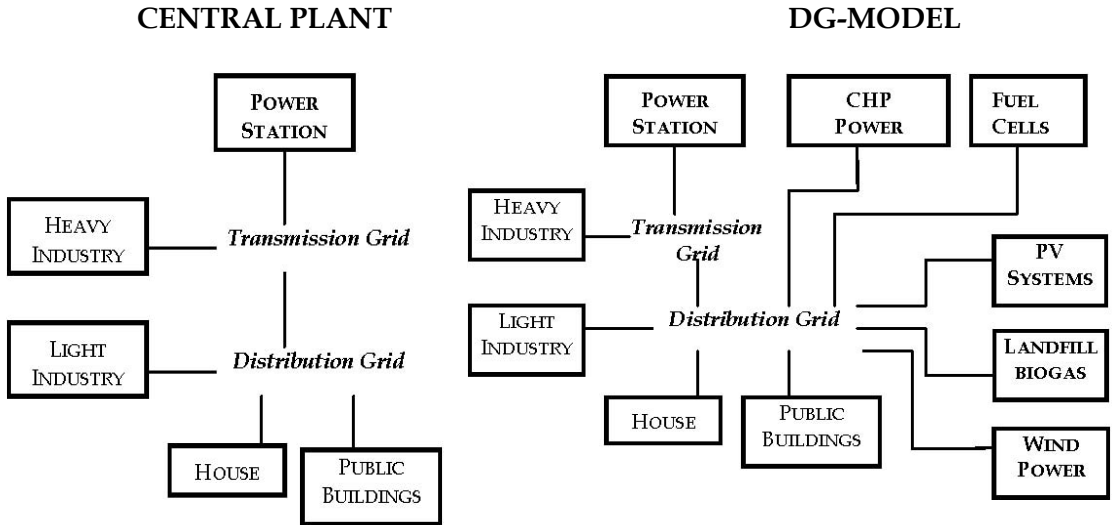 CENTRAL PLANT
POWER
STATION
HEAVY
INDUSTRY
Transmission Grid
LIGHT
INDUSTRY
Distribution Grid
HOUSE
PUBLIC
BUILDINGS
DG-MODEL
POWER
STATION
CHP
POWER
FUEL
CELLS
HEAVY
INDUSTRY
Transmission
Grid
PV
SYSTEMS
LIGHT
INDUSTRY
Distribution Grid
LANDFILL
BIOGAS
HOUSE
PUBLIC
BUILDINGS
WIND
POWER